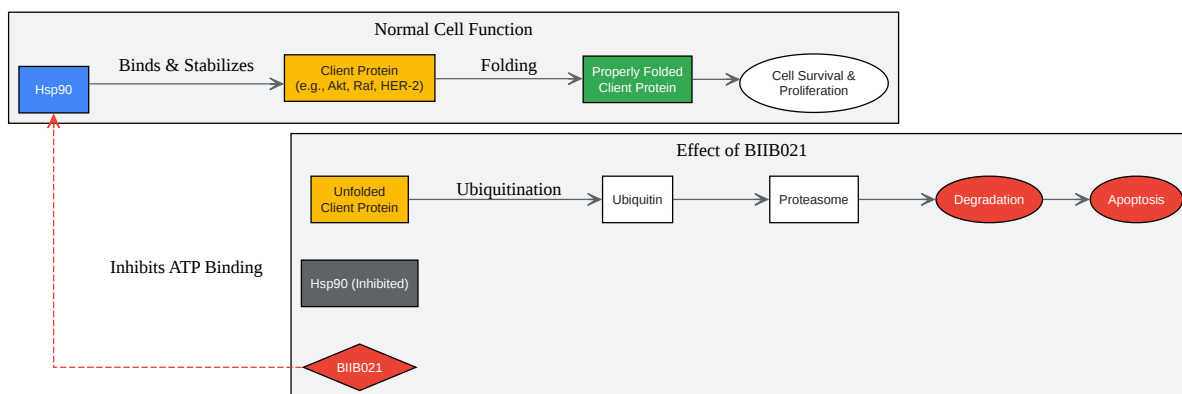 Normal Cell Function
Hsp90
Binds & Stabilizes
Client Protein
(e.g., Akt, Raf, HER-2)
Folding
Properly Folded
Client Protein
Cell Survival &
Proliferation
Effect of BIIB021
Unfolded
Client Protein
Ubiquitination
Ubiquitin
Proteasome
Degradation
Apoptosis
Inhibits ATP Binding
Hsp90 (Inhibited)
BIIB021